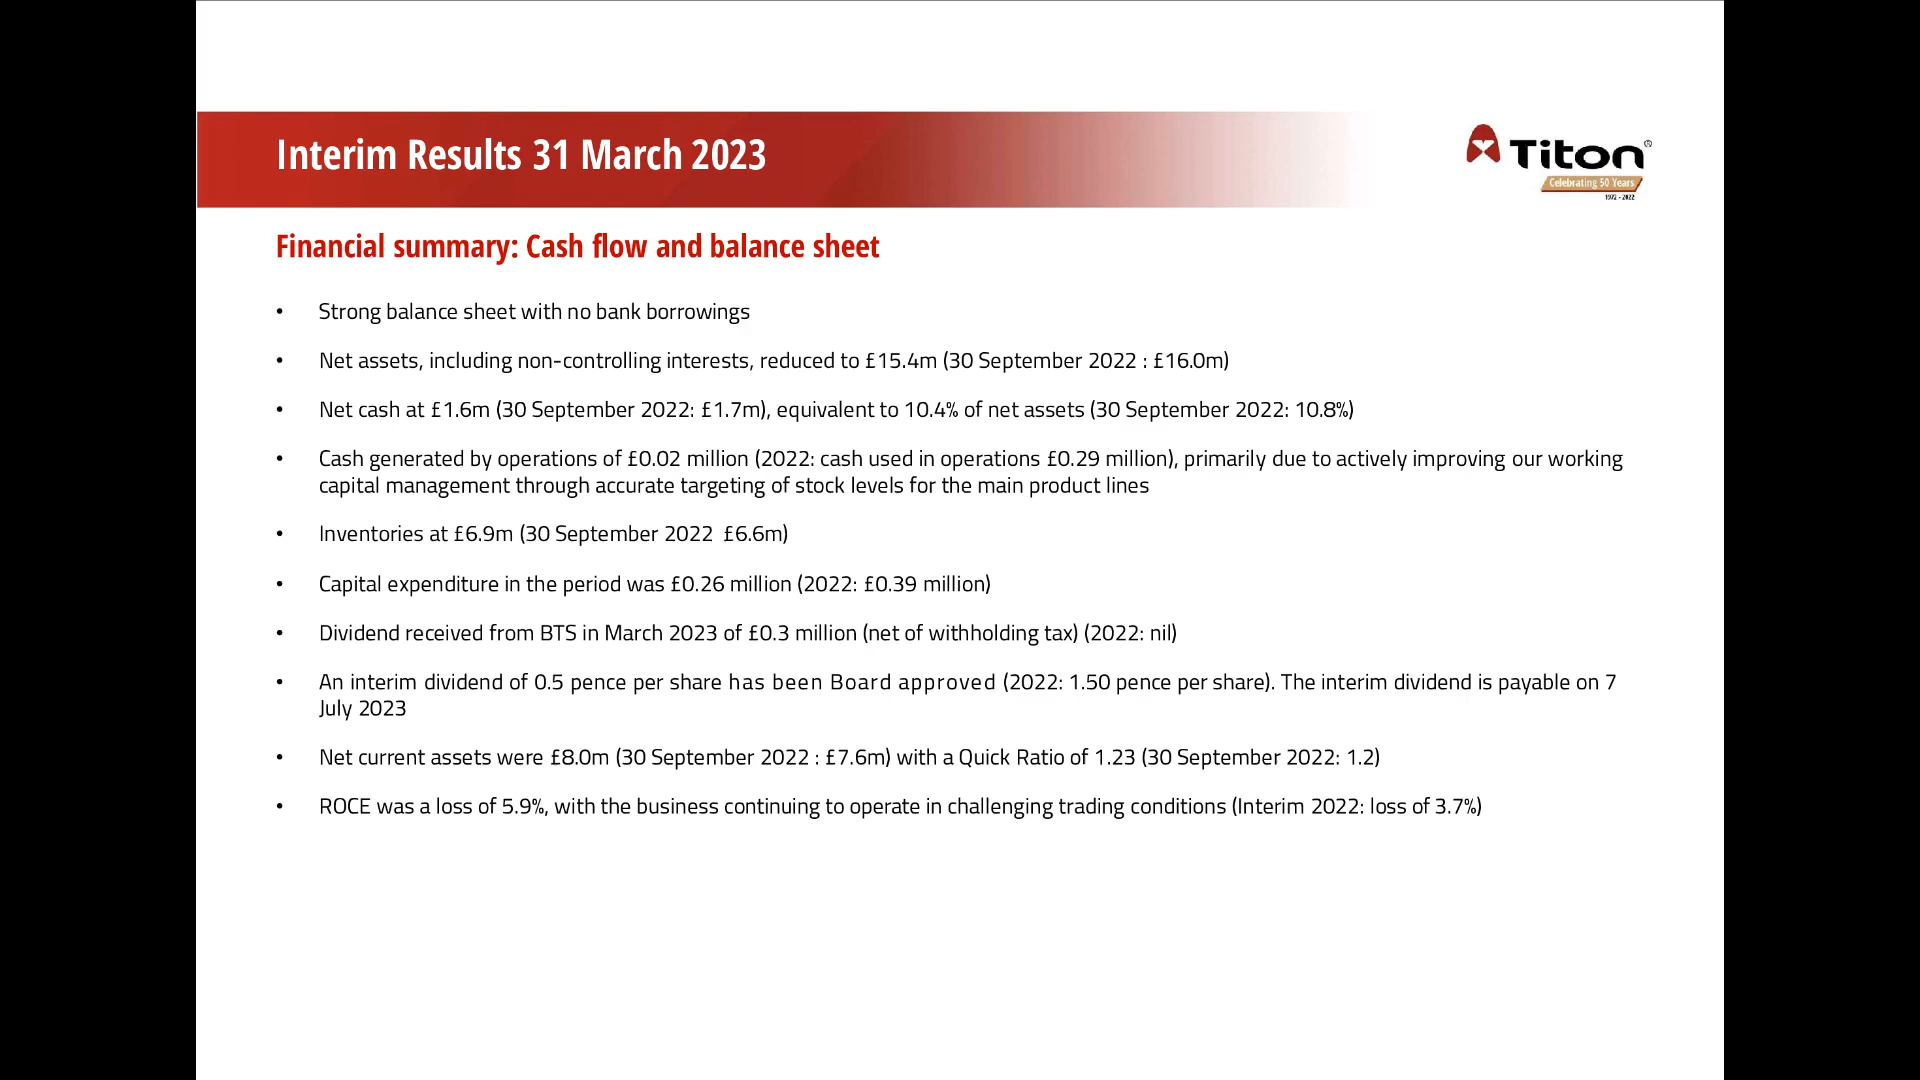 Interim Results 31 March 2023
Titon®
Celebrating 50 Years
1972 - 2022
Financial summary: Cash flow and balance sheet
• Strong balance sheet with no bank borrowings
• Net assets, including non-controlling interests, reduced to £15.4m (30 September 2022 : £16.0m)
• Net cash at £1.6m (30 September 2022: £1.7m), equivalent to 10.4% of net assets (30 September 2022: 10.8%)
• Cash generated by operations of £0.02 million (2022: cash used in operations £0.29 million), primarily due to actively improving our working
capital management through accurate targeting of stock levels for the main product lines
• Inventories at £6.9m (30 September 2022  £6.6m)
• Capital expenditure in the period was £0.26 million (2022: £0.39 million)
• Dividend received from BTS in March 2023 of £0.3 million (net of withholding tax) (2022: nil)
• An interim dividend of 0.5 pence per share has been Board approved (2022: 1.50 pence per share). The interim dividend is payable on 7
July 2023
• Net current assets were £8.0m (30 September 2022 : £7.6m) with a Quick Ratio of 1.23 (30 September 2022: 1.2)
• ROCE was a loss of 5.9%, with the business continuing to operate in challenging trading conditions (Interim 2022: loss of 3.7%)